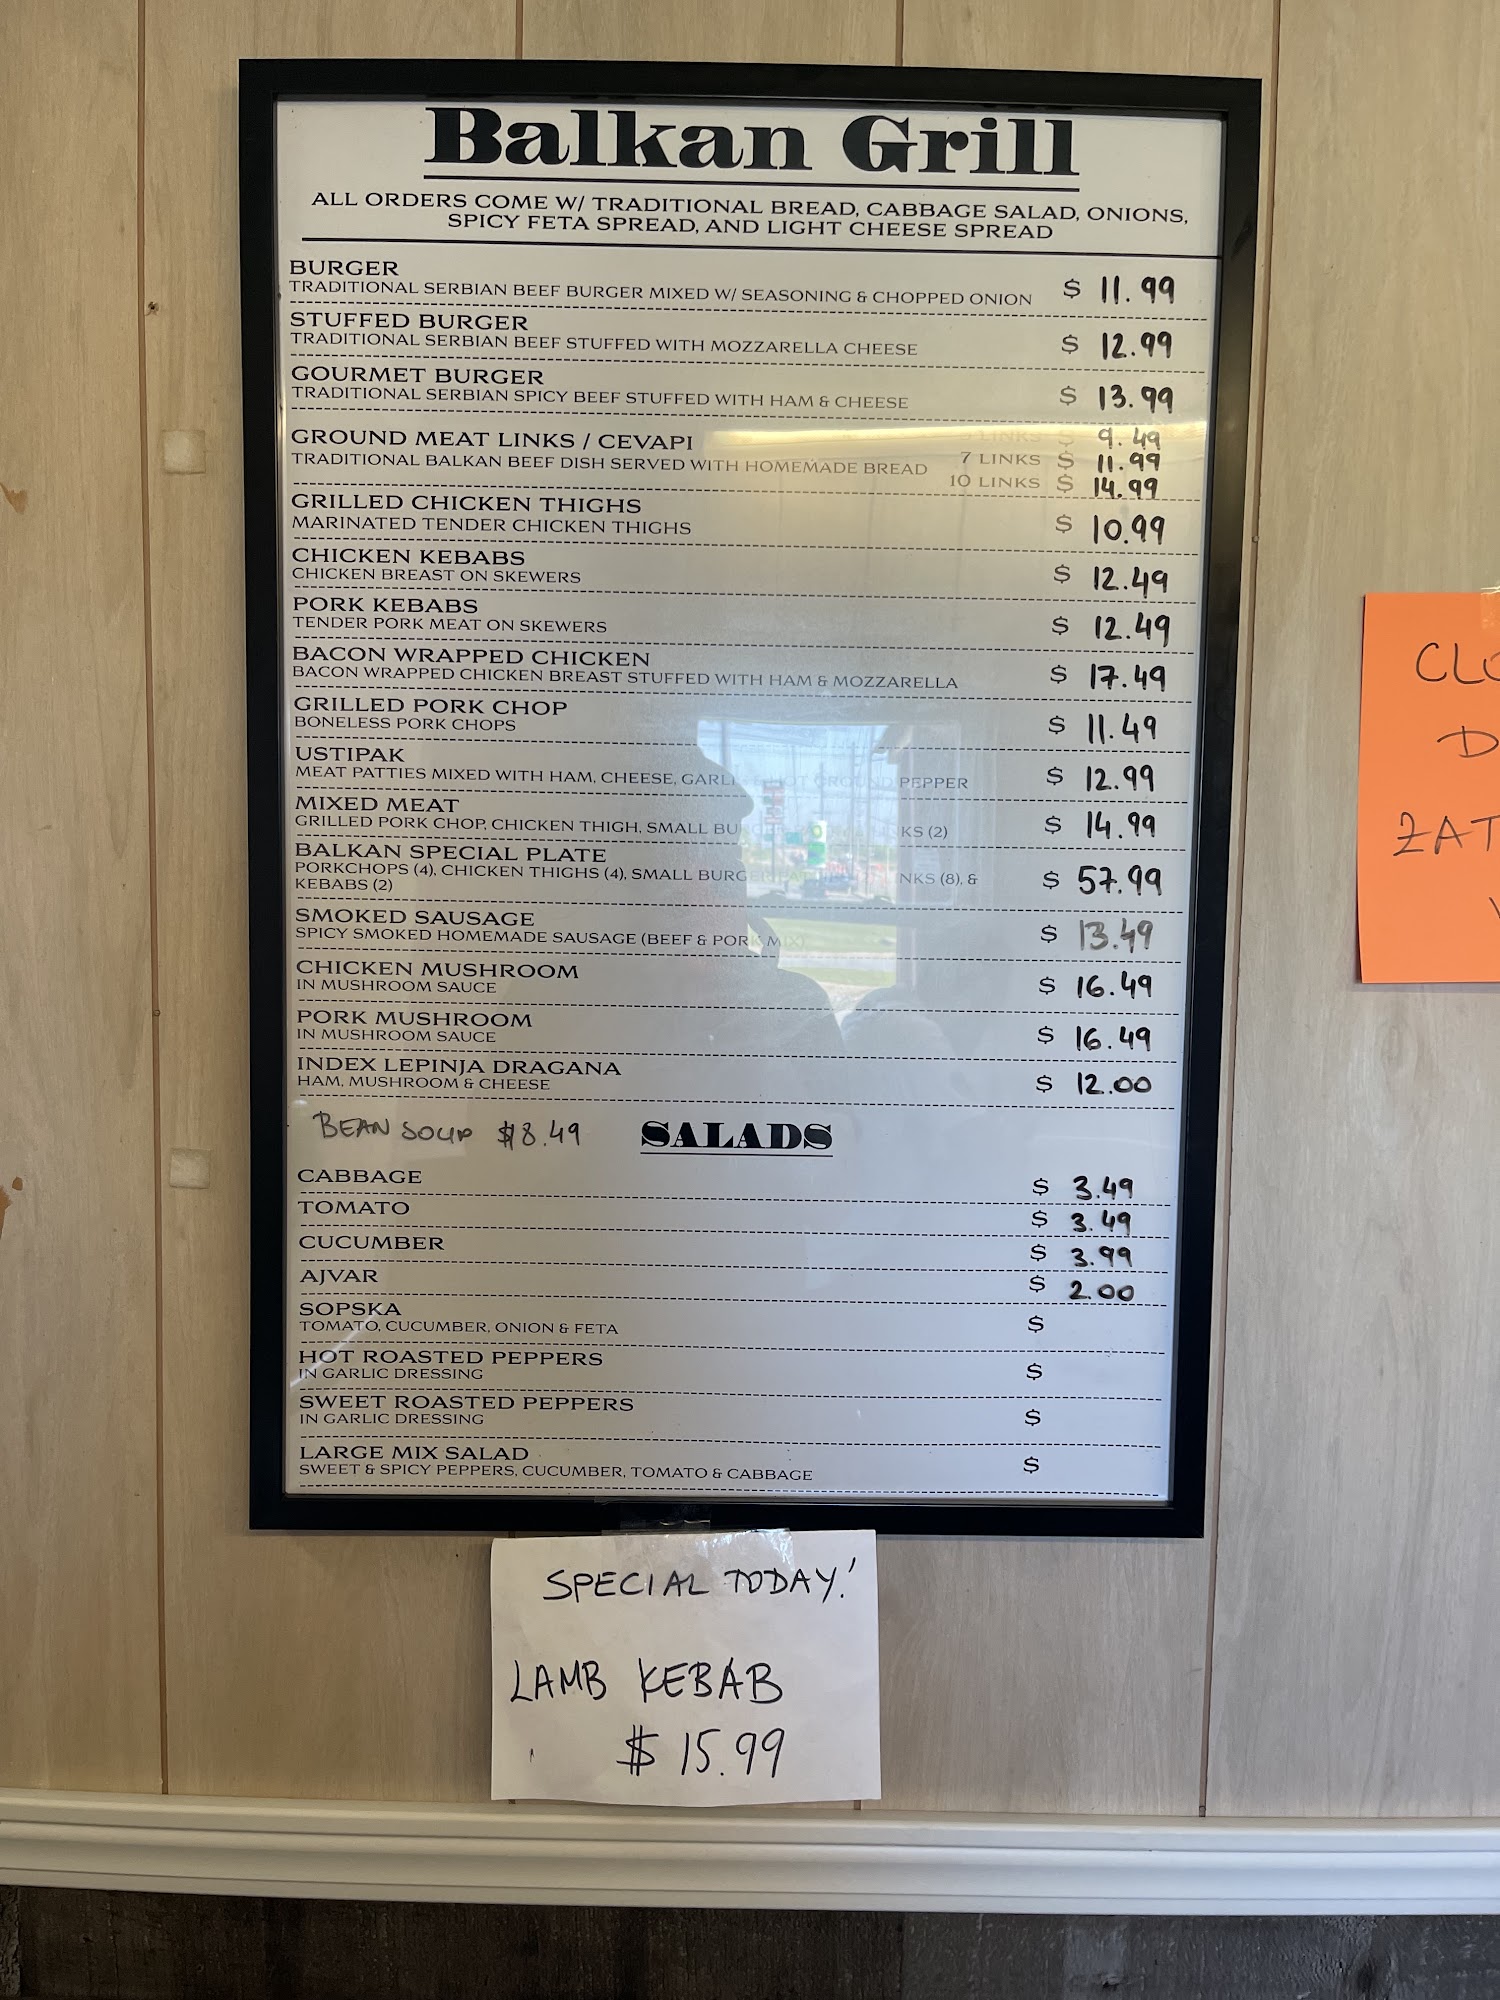 Balkan Grill
ALL ORDERS COME W/ TRADITIONAL BREAD, CABBAGE SALAD, ONIONS,
SPICY FETA SPREAD, AND LIGHT CHEESE SPREAD
BURGER
TRADITIONAL SERBIAN BEEF BURGER MIXED W/ SEASONING & CHOPPED ONION $ 11.99
STUFFED BURGER
TRADITIONAL SERBIAN BEEF STUFFED WITH MOZZARELLA CHEESE $ 12.99
GOURMET BURGER
TRADITIONAL SERBIAN SPICY BEEF STUFFED WITH HAM & CHEESE $ 13.99
GROUND MEAT LINKS / CEVAPI 5 LINKS $ 9.49
TRADITIONAL BALKAN BEEF DISH SERVED WITH HOMEMADE BREAD 7 LINKS $ 11.99
10 LINKS $ 14.99
GRILLED CHICKEN THIGHS
MARINATED TENDER CHICKEN THIGHS $ 10.99
CHICKEN KEBABS
CHICKEN BREAST ON SKEWERS $ 12.49
PORK KEBABS
TENDER PORK MEAT ON SKEWERS $ 12.49
BACON WRAPPED CHICKEN
BACON WRAPPED CHICKEN BREAST STUFFED WITH HAM & MOZZARELLA $ 17.49
GRILLED PORK CHOP
BONELESS PORK CHOPS $ 11.49
USTIPAK
MEAT PATTIES MIXED WITH HAM, CHEESE, GARLIC & HOT GROUND PEPPER $ 12.99
MIXED MEAT
GRILLED PORK CHOP, CHICKEN THIGH, SMALL (2) $ 14.99
BALKAN SPECIAL PLATE
PORKCHOPS (4), CHICKEN THIGHS (4), SMALL BURGER LINKS (8), &
KEBABS (2) $ 57.99
SMOKED SAUSAGE
SPICY SMOKED HOMEMADE SAUSAGE (BEEF & PORK MIX) $ 13.49
CHICKEN MUSHROOM
IN MUSHROOM SAUCE $ 16.49
PORK MUSHROOM
IN MUSHROOM SAUCE $ 16.49
INDEX LEPINJA DRAGANA
HAM, MUSHROOM & CHEESE $ 12.00
BEAN SOUP $8.49
SALADS
CABBAGE $ 3.49
TOMATO $ 3.49
CUCUMBER $ 3.99
AJVAR $ 2.00
SOPSKA
TOMATO, CUCUMBER, ONION & FETA $
HOT ROASTED PEPPERS
IN GARLIC DRESSING $
SWEET ROASTED PEPPERS
IN GARLIC DRESSING $
LARGE MIX SALAD
SWEET & SPICY PEPPERS, CUCUMBER, TOMATO & CABBAGE $
SPECIAL TODAY!
LAMB KEBAB
$ 15.99